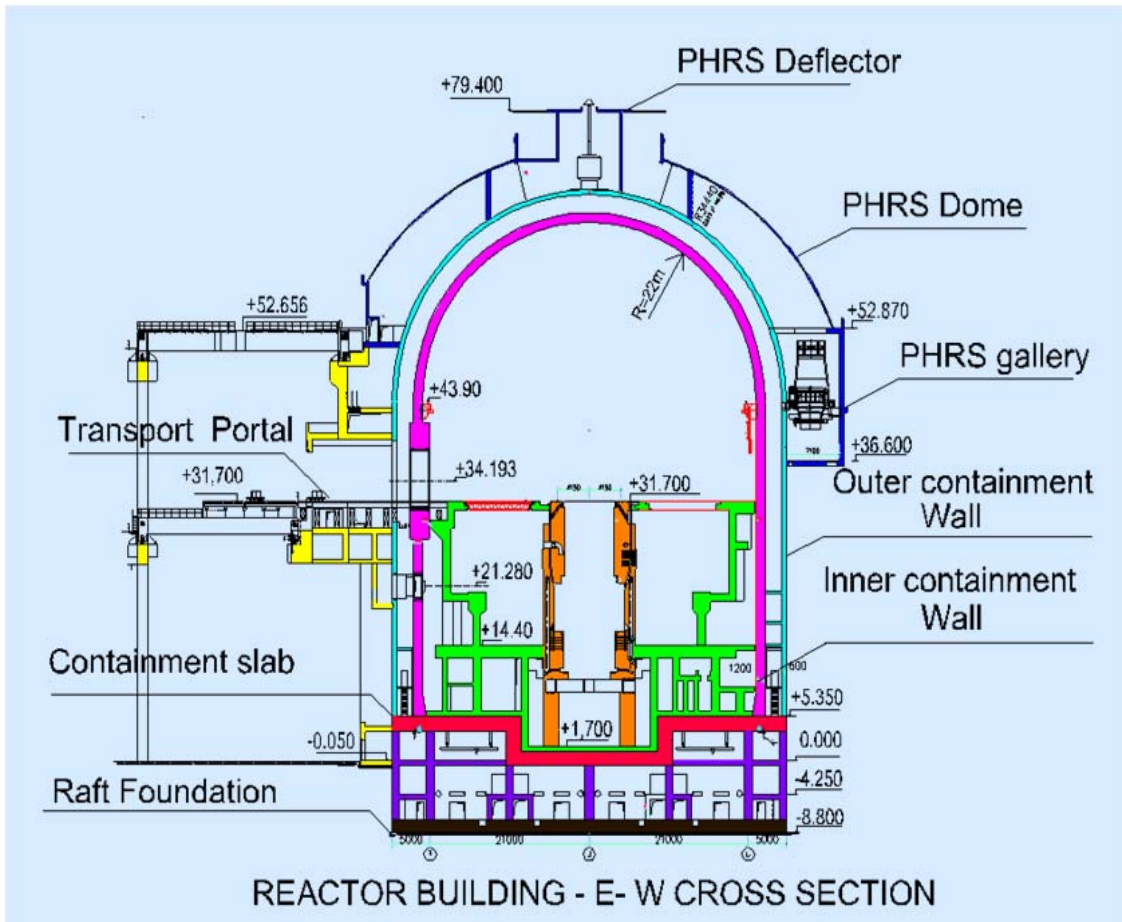 PHRS Deflector
+79.400
PHRS Dome
R=22m
+52.656
+52.870
PHRS gallery
+43.90
Transport Portal
+36.600
+34.193
+31,700
+31.700
Outer containment
Wall
+21.280
Inner containment
Wall
+14.40
Containment slab
1200
600
+5.350
+1,700
-0.050
0.000
-4.250
Raft Foundation
-8.800
5000
21000
21000
5000
REACTOR BUILDING - E- W CROSS SECTION